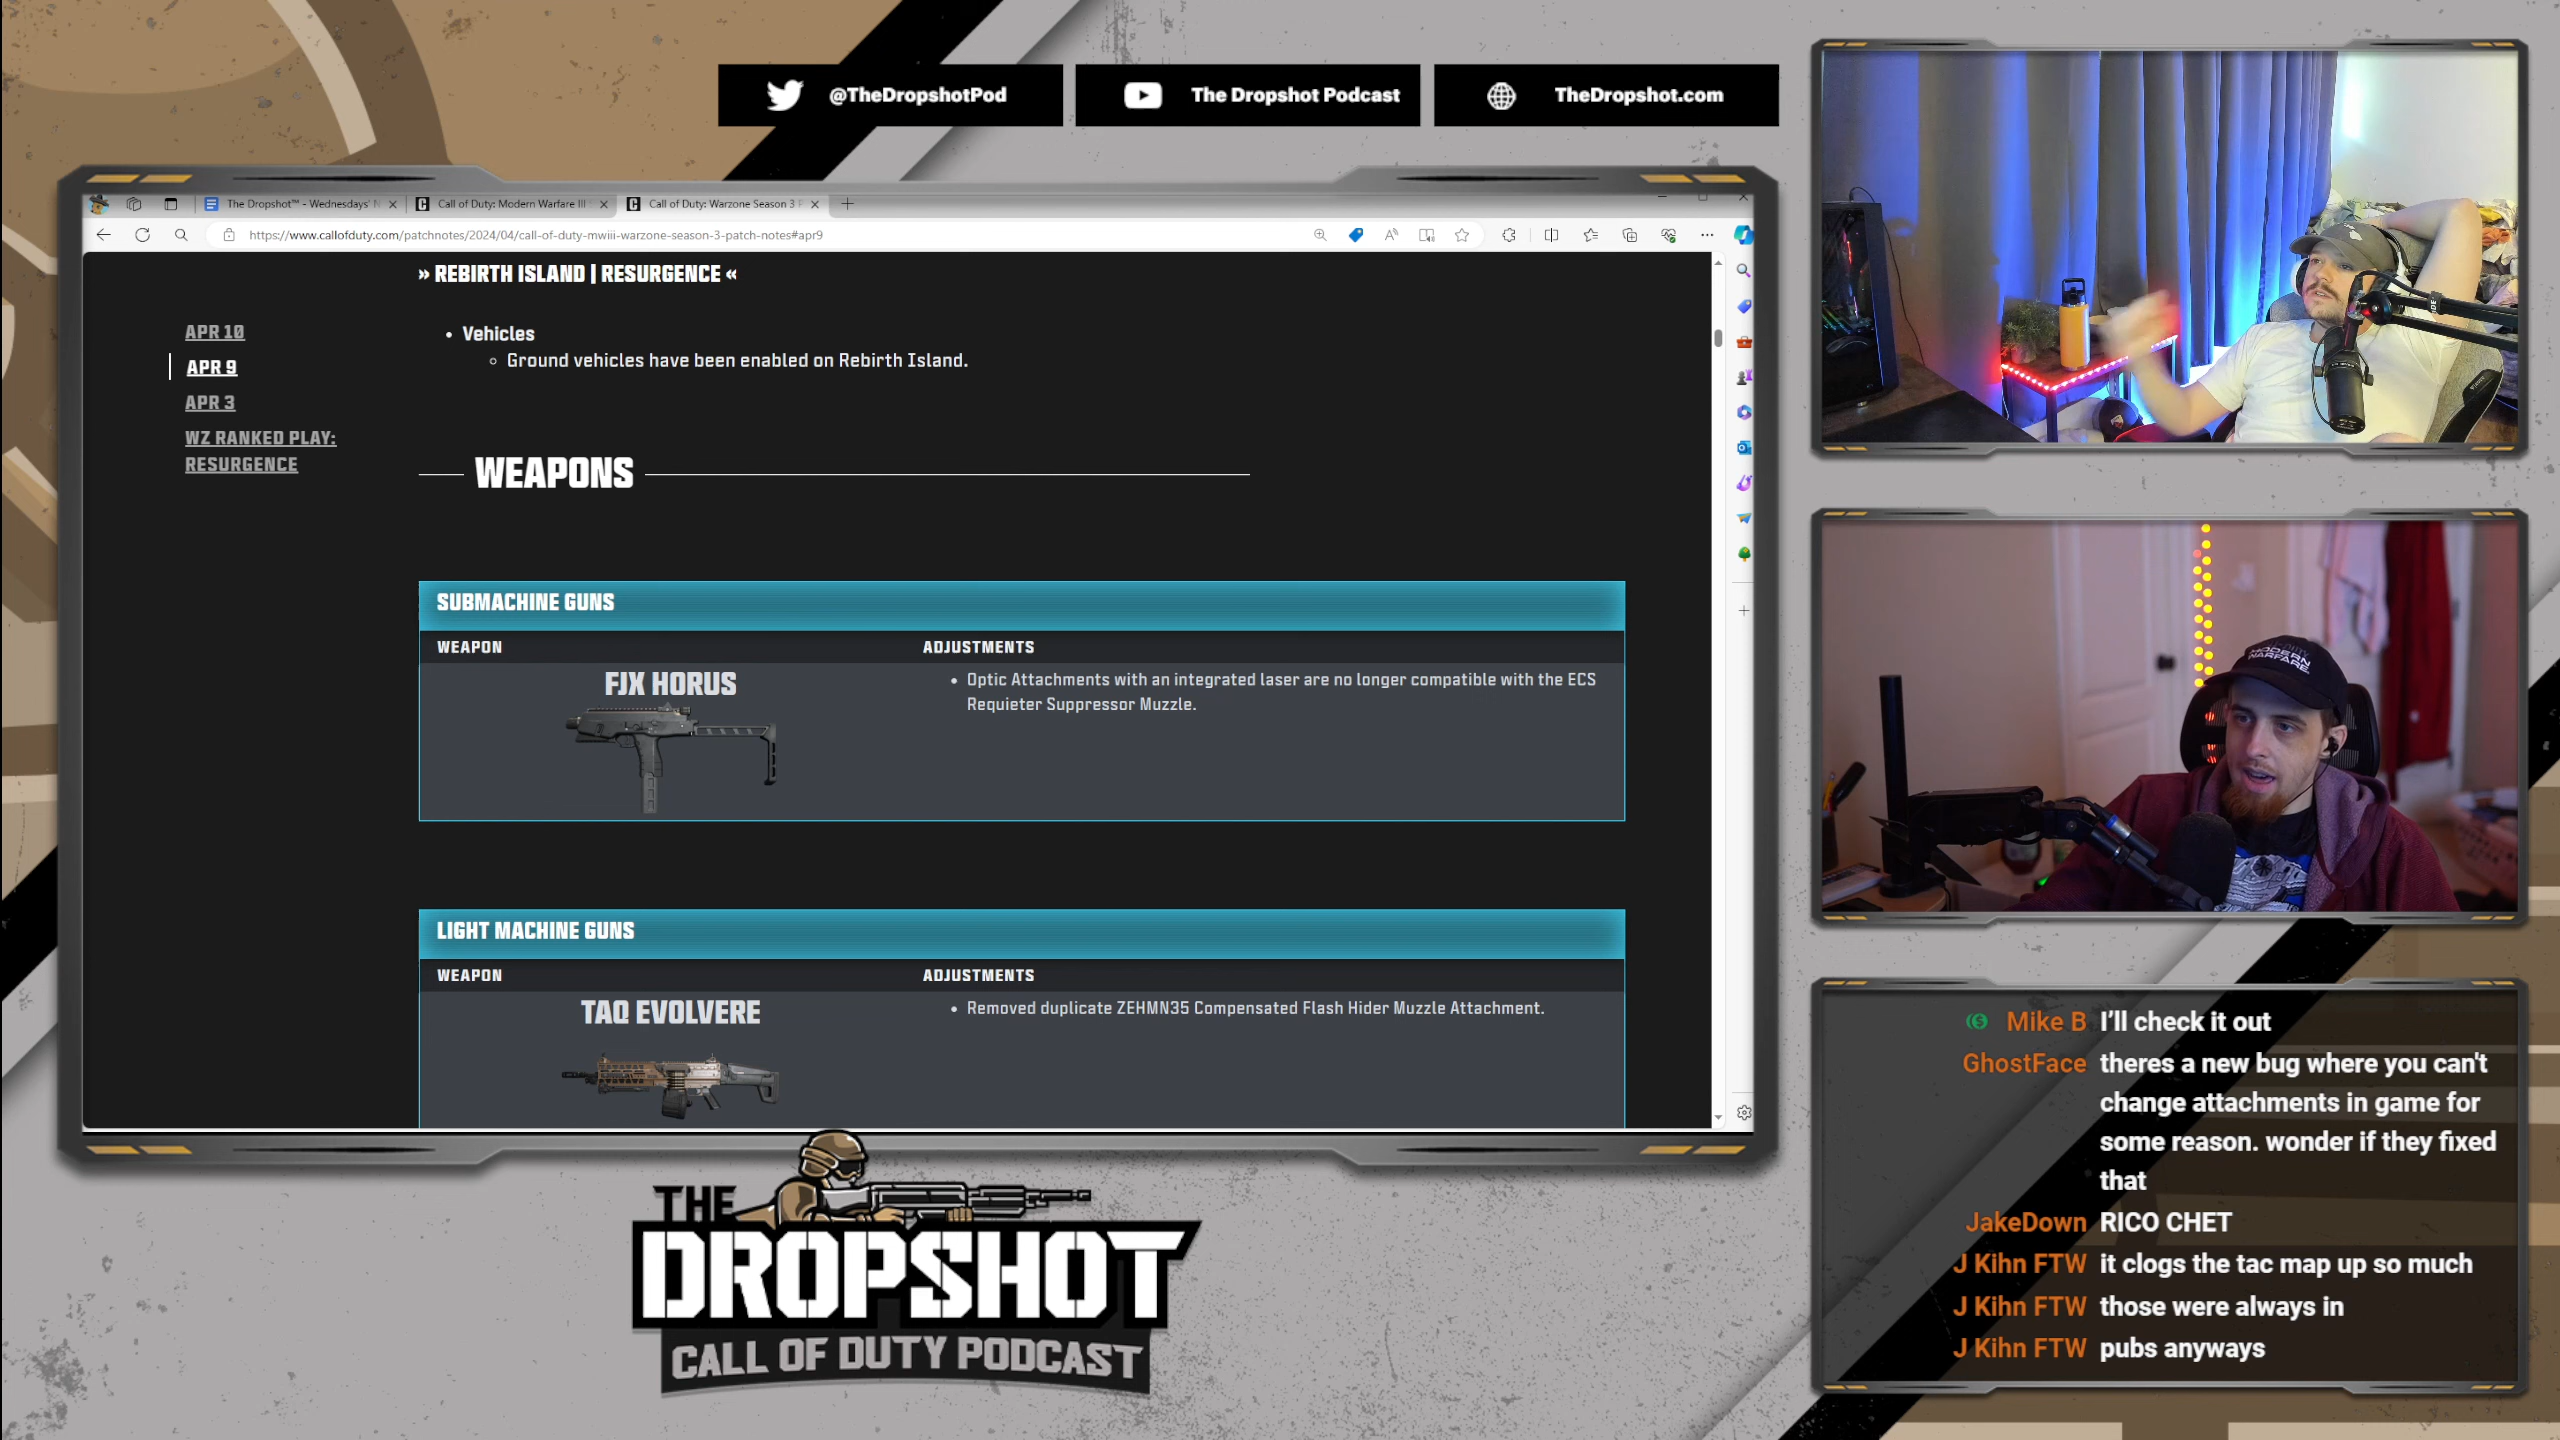 @TheDropshotPod
The Dropshot Podcast
TheDropshot.com
The Dropshot™ - Wednesdays' N
Call of Duty: Modern Warfare III
Call of Duty: Warzone Season 3 P
https://www.callofduty.com/patchnotes/2024/04/call-of-duty-mwiii-warzone-season-3-patch-notes#apr9
» REBIRTH ISLAND | RESURGENCE «
• Vehicles
Ground vehicles have been enabled on Rebirth Island.
APR 10
APR 9
APR 3
WZ RANKED PLAY:
RESURGENCE
WEAPONS
SUBMACHINE GUNS
WEAPON
ADJUSTMENTS
FJX HORUS
• Optic Attachments with an integrated laser are no longer compatible with the ECS
Requieter Suppressor Muzzle.
LIGHT MACHINE GUNS
WEAPON
ADJUSTMENTS
TAQ EVOLVERE
• Removed duplicate ZEHMN35 Compensated Flash Hider Muzzle Attachment.
MODERN
WARFARE
Mike B I'll check it out
GhostFace theres a new bug where you can't
change attachments in game for
some reason. wonder if they fixed
that
JakeDown RICO CHET
J Kihn FTW it clogs the tac map up so much
J Kihn FTW those were always in
J Kihn FTW pubs anyways
THE
DROPSHOT
CALL OF DUTY PODCAST